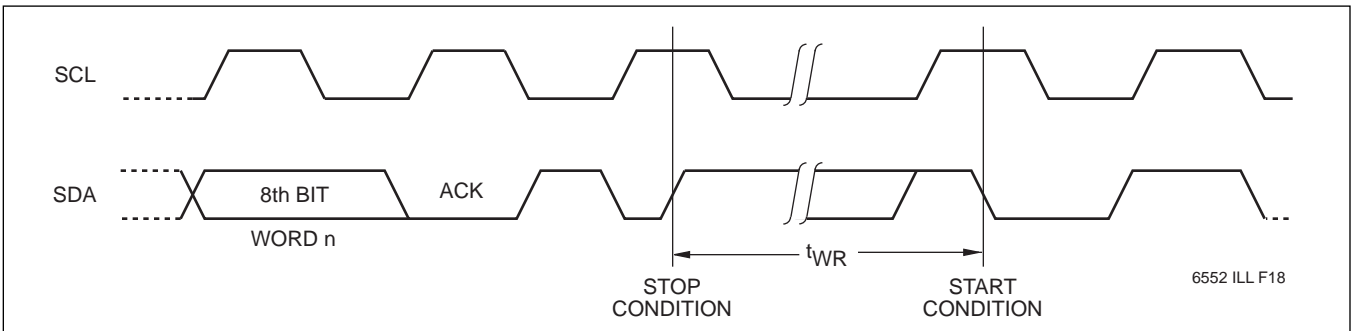 SCL
SDA
8th BIT
ACK
WORD n
tWR
STOP
CONDITION
START
CONDITION
6552 ILL F18